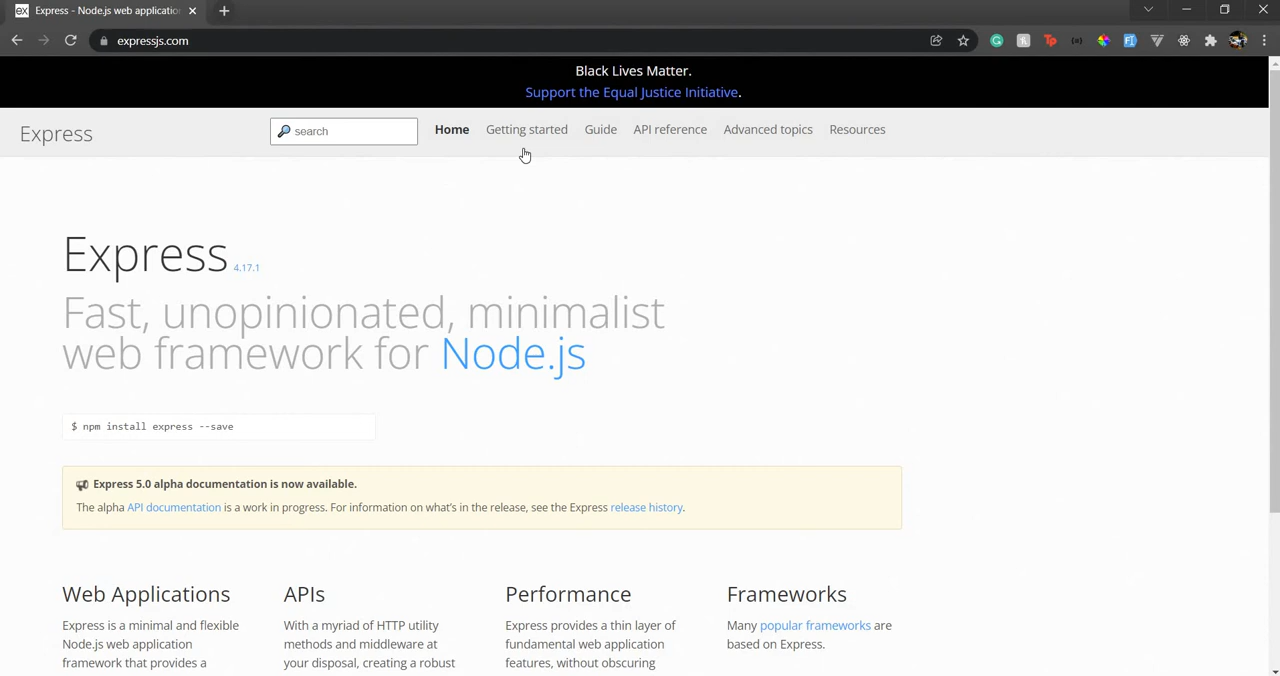 Express - Node.js web application
expressjs.com
Black Lives Matter.
Support the Equal Justice Initiative.
Express
search
Home
Getting started
Guide
API reference
Advanced topics
Resources
Express 4.17.1
Fast, unopinionated, minimalist
web framework for Node.js
$ npm install express --save
Express 5.0 alpha documentation is now available.
The alpha API documentation is a work in progress. For information on what's in the release, see the Express release history.
Web Applications
Express is a minimal and flexible
Node.js web application
framework that provides a
APIs
With a myriad of HTTP utility
methods and middleware at
your disposal, creating a robust
Performance
Express provides a thin layer of
fundamental web application
features, without obscuring
Frameworks
Many popular frameworks are
based on Express.